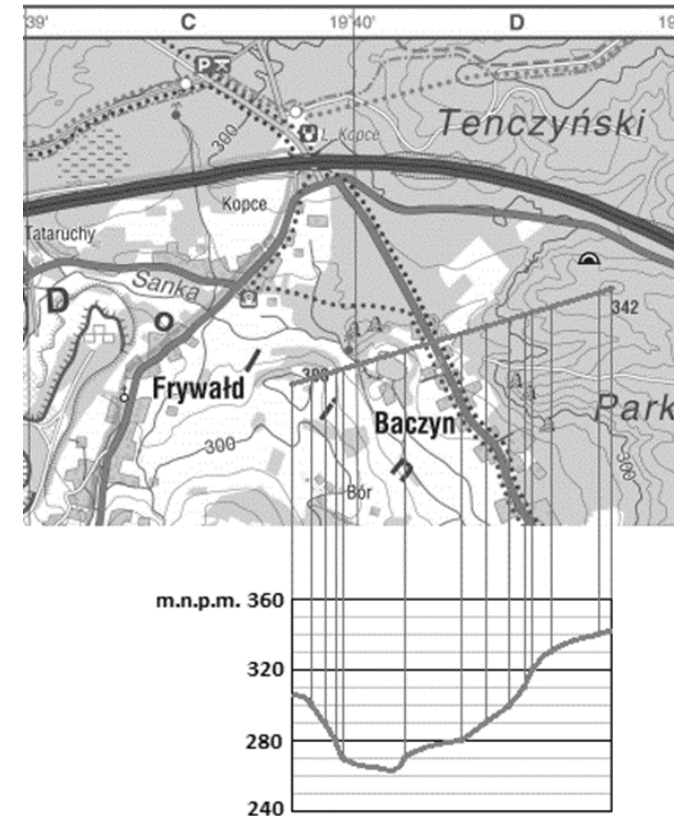 39' C 19°40' D 19
P
L. Kopce
Tenczyński
300
Kopce
Tataruchy
Sanka
D
o
342
Frywałd
Park
Baczyn
300
300
Bór
m.n.p.m. 360
320
280
240